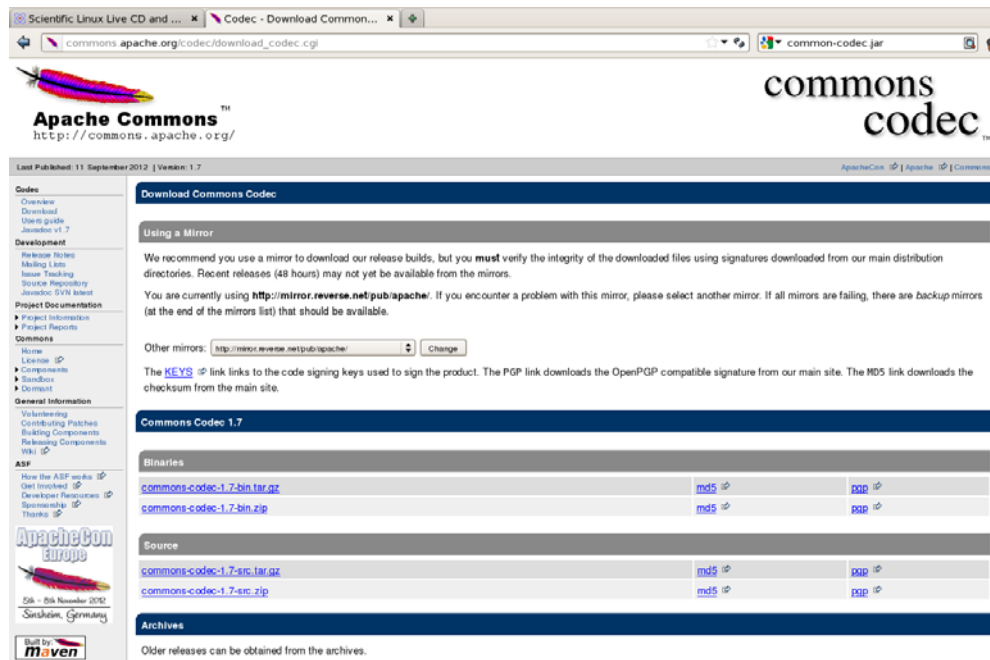 Scientific Linux Live CD and ...
Codec - Download Common...
commons.apache.org/codec/download_codec.cgi
common-codec.jar
Apache Commons™
http://commons.apache.org/
commons
codec™
Last Published: 11 September 2012 | Version: 1.7
ApacheCon | Apache | Commons
Codec
Overview
Download
Users guide
Javadoc v1.7
Development
Release Notes
Mailing Lists
Issue Tracking
Source Repository
Javadoc SVN latest
Project Documentation
Project Information
Project Reports
Commons
Home
License
Components
Sandbox
Dormant
General Information
Volunteering
Contributing Patches
Building Components
Releasing Components
Wiki
ASF
How the ASF works
Get Involved
Developer Resources
Sponsorship
Thanks
ApacheCon
Europe
5th - 8th November 2012
Sinsheim, Germany
Built by:
maven
Download Commons Codec
Using a Mirror
We recommend you use a mirror to download our release builds, but you must verify the integrity of the downloaded files using signatures downloaded from our main distribution
directories. Recent releases (48 hours) may not yet be available from the mirrors.
You are currently using http://mirror.reverse.net/pub/apache/. If you encounter a problem with this mirror, please select another mirror. If all mirrors are failing, there are backup mirrors
(at the end of the mirrors list) that should be available.
Other mirrors: http://mirror.reverse.net/pub/apache/ Change
The KEYS link links to the code signing keys used to sign the product. The PGP link downloads the OpenPGP compatible signature from our main site. The MD5 link downloads the
checksum from the main site.
Commons Codec 1.7
Binaries
commons-codec-1.7-bin.tar.gz md5 pgp
commons-codec-1.7-bin.zip md5 pgp
Source
commons-codec-1.7-src.tar.gz md5 pgp
commons-codec-1.7-src.zip md5 pgp
Archives
Older releases can be obtained from the archives.